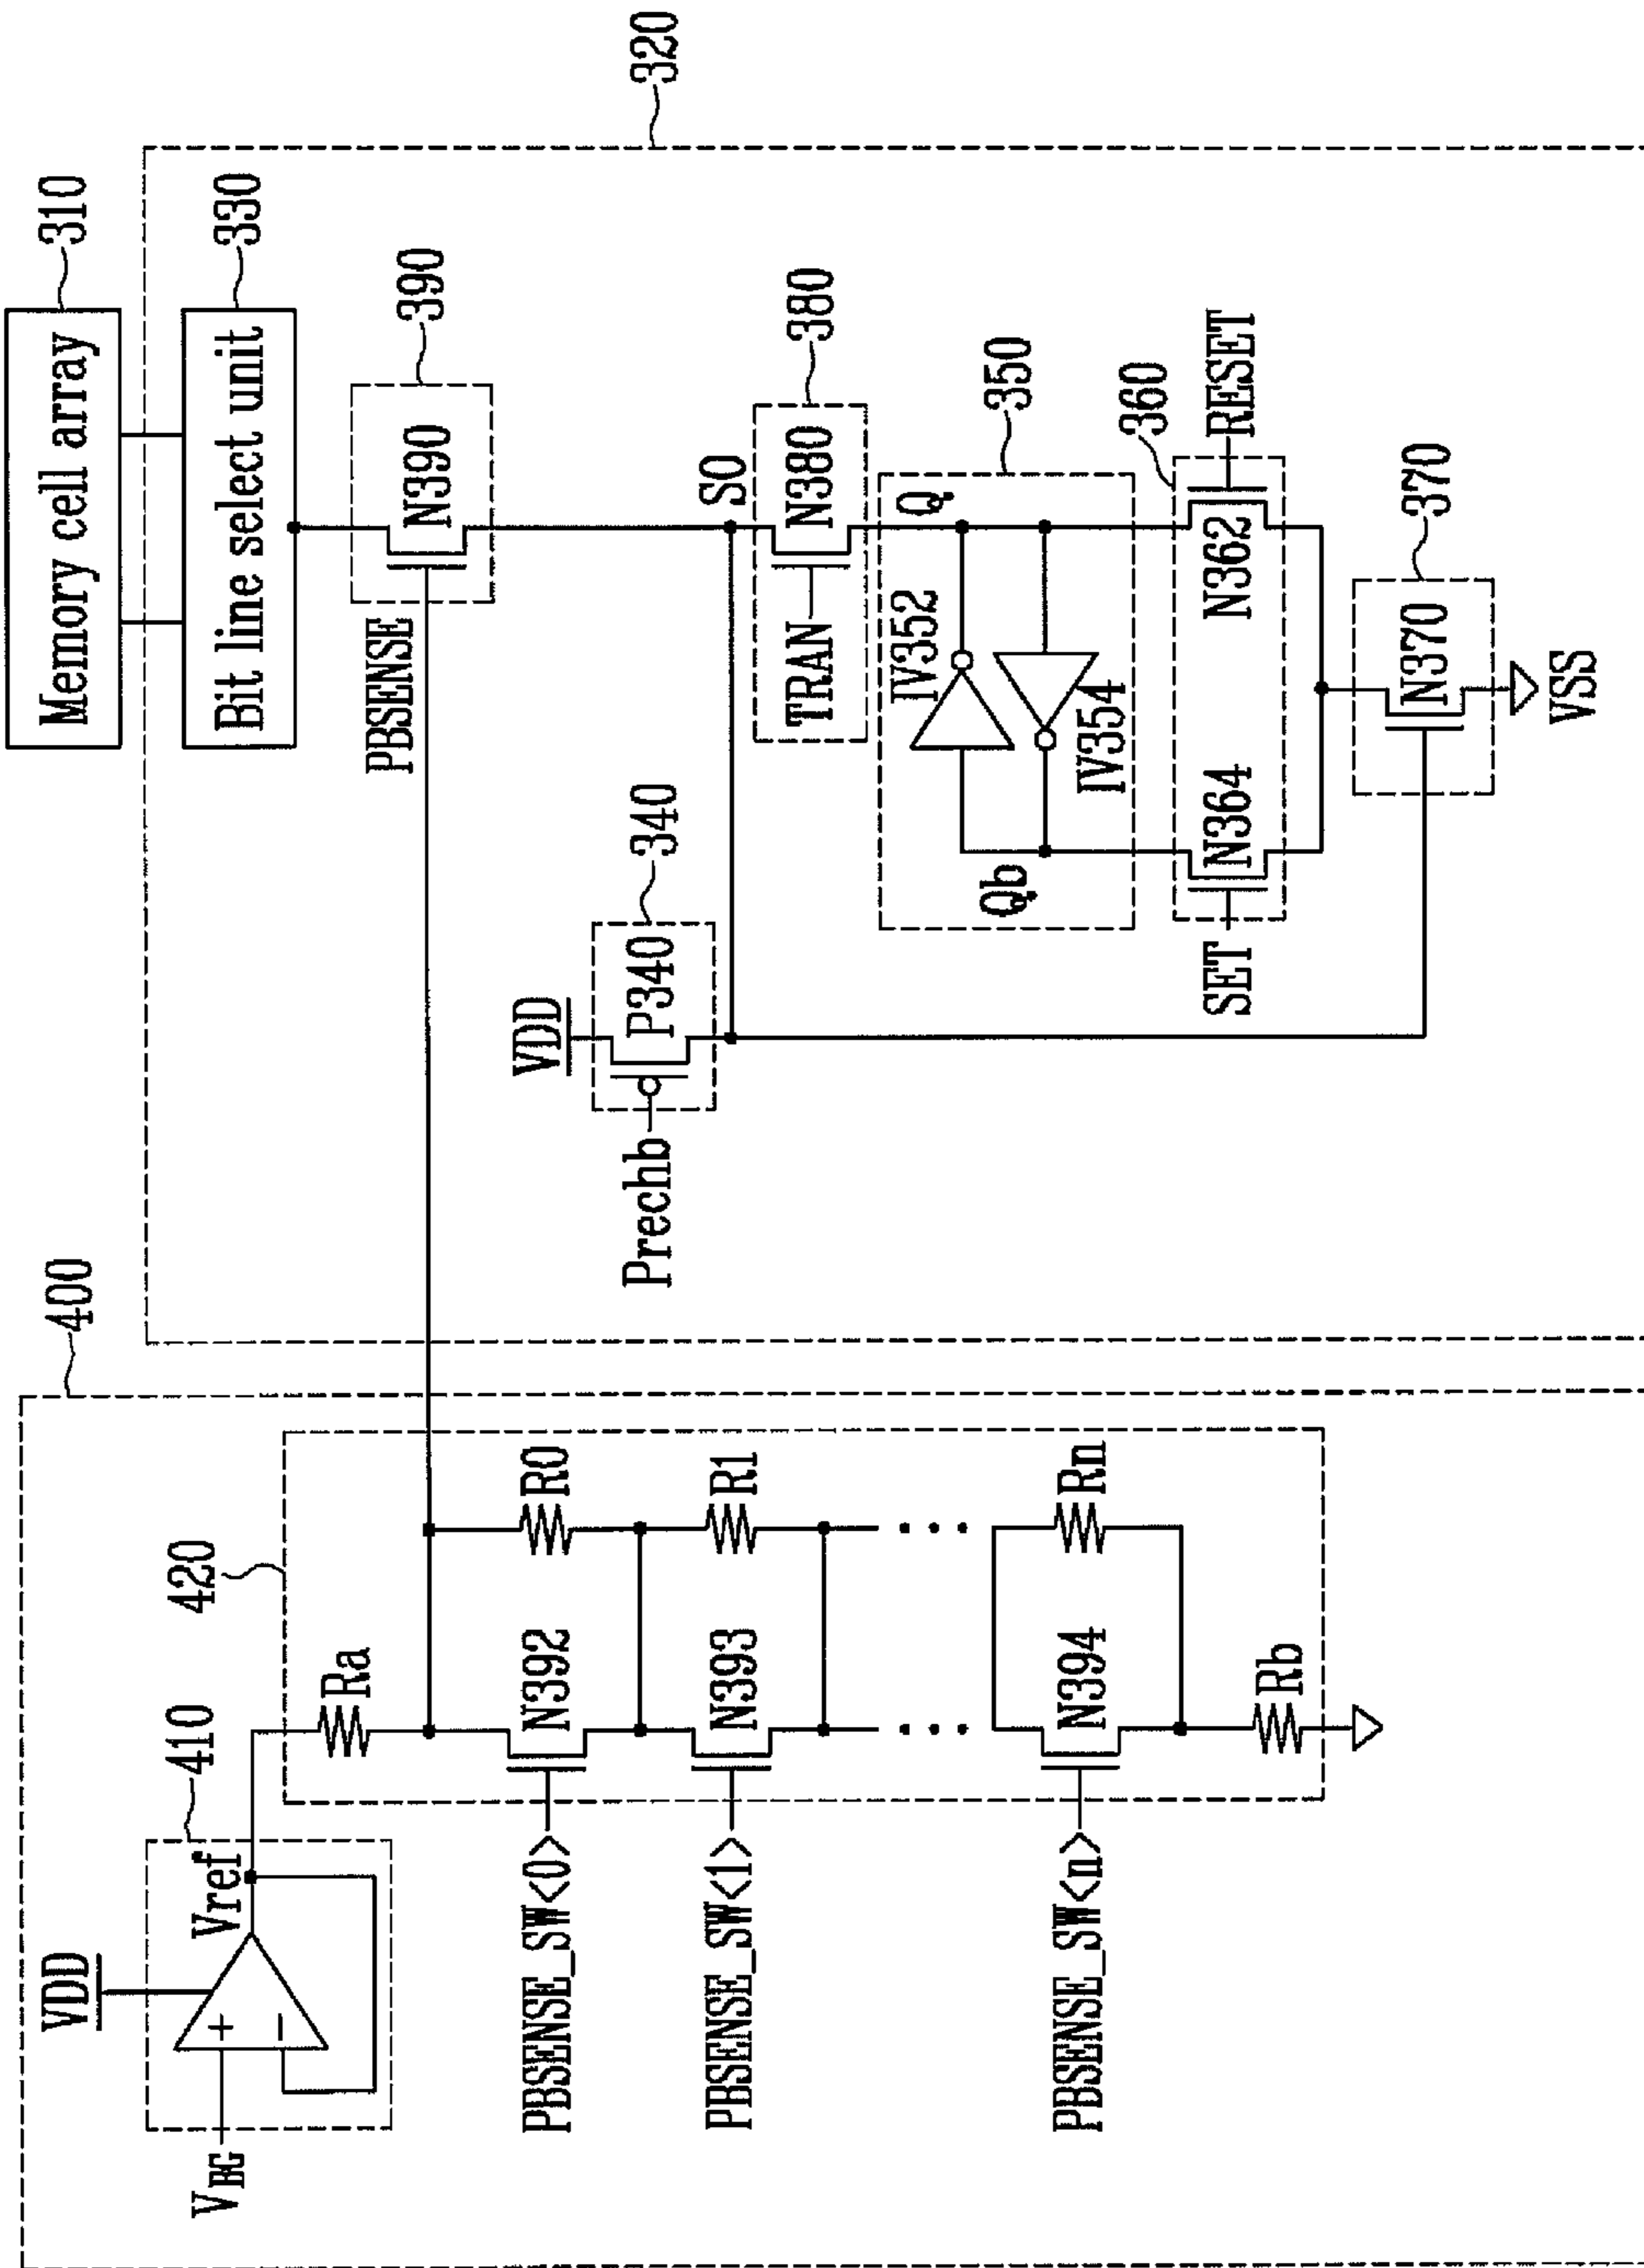 400
VDD
410
Vref
VBG
+
−
420
Ra
PBSENSE_SW<0>
N392
R0
PBSENSE_SW<1>
N393
R1
PBSENSE_SW<n>
N394
Rn
Rb
Memory cell array
310
320
Bit line select unit
330
PBSENSE
N390
390
VDD
Prechb
P340
340
SO
TRAN
N380
380
Q
Qb
IV352
IV354
350
360
SET
N364
N362
RESET
N370
370
VSS